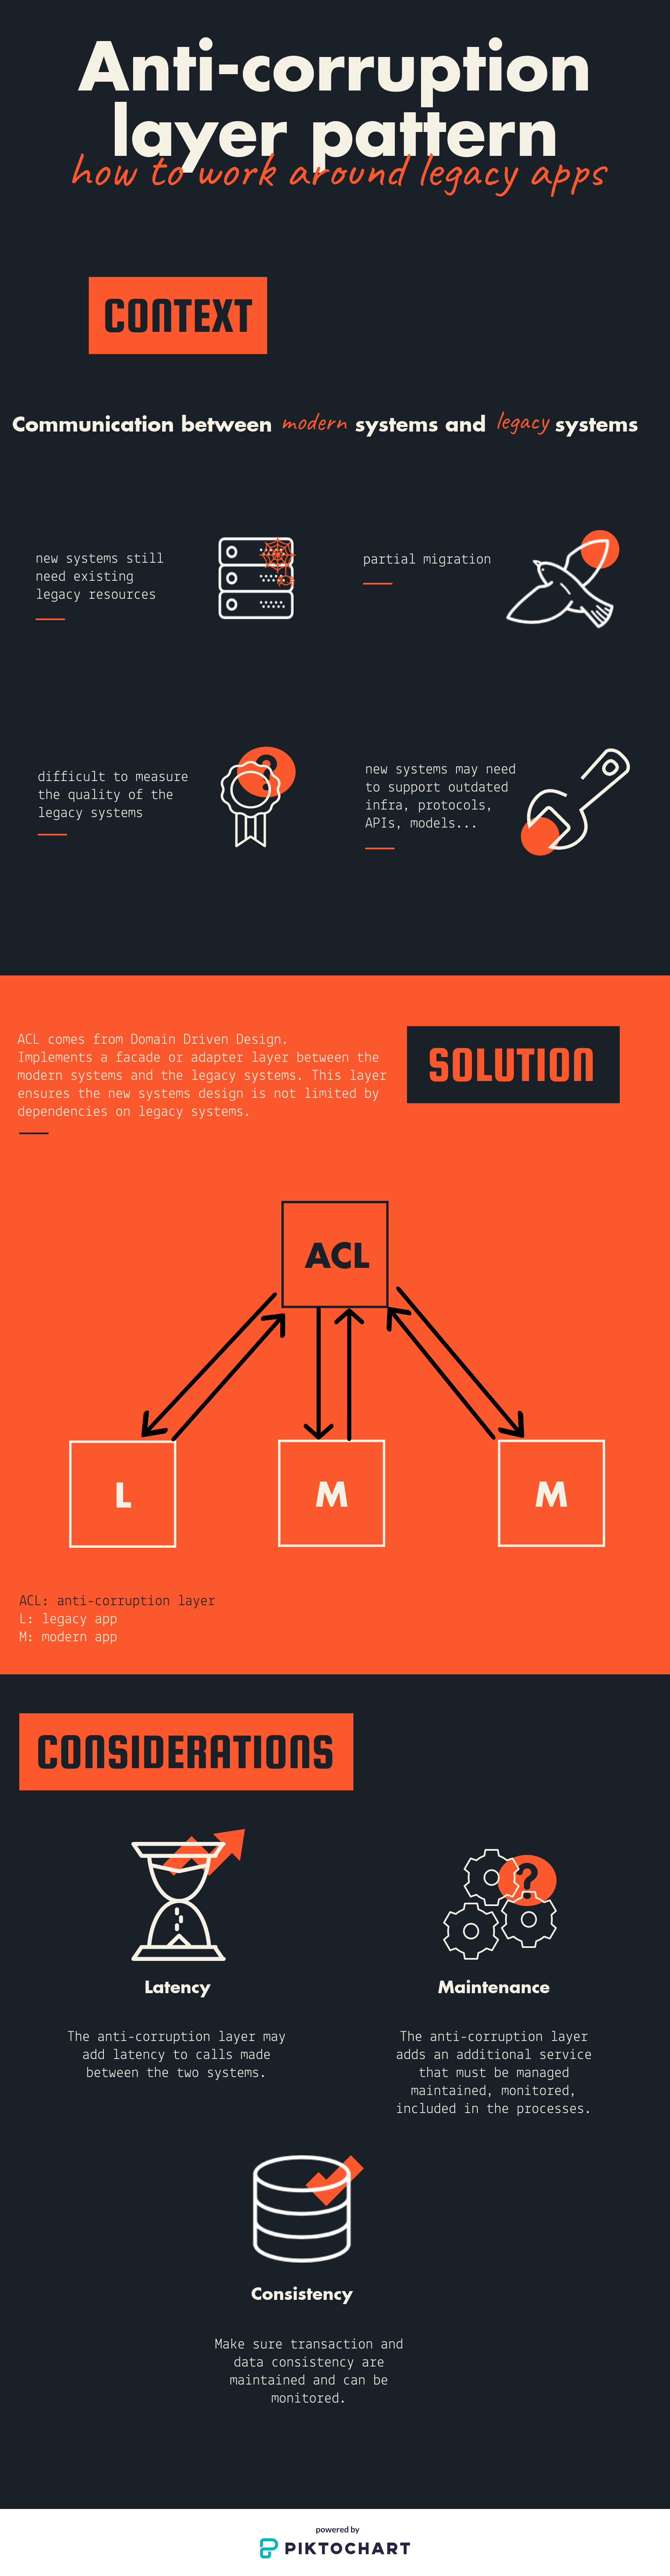 Anti-corruption
layer pattern
how to work around legacy apps
CONTEXT
Communication between modern systems and legacy systems
new systems still
need existing
legacy resources
partial migration
difficult to measure
the quality of the
legacy systems
?
new systems may need
to support outdated
infra, protocols,
APIs, models...
ACL comes from Domain Driven Design.
Implements a facade or adapter layer between the
modern systems and the legacy systems. This layer
ensures the new systems design is not limited by
dependencies on legacy systems.
SOLUTION
ACL
L
M
M
ACL: anti-corruption layer
L: legacy app
M: modern app
CONSIDERATIONS
?
Latency
The anti-corruption layer may
add latency to calls made
between the two systems.
Maintenance
The anti-corruption layer
adds an additional service
that must be managed
maintained, monitored,
included in the processes.
Consistency
Make sure transaction and
data consistency are
maintained and can be
monitored.
powered by
PIKTOCHART